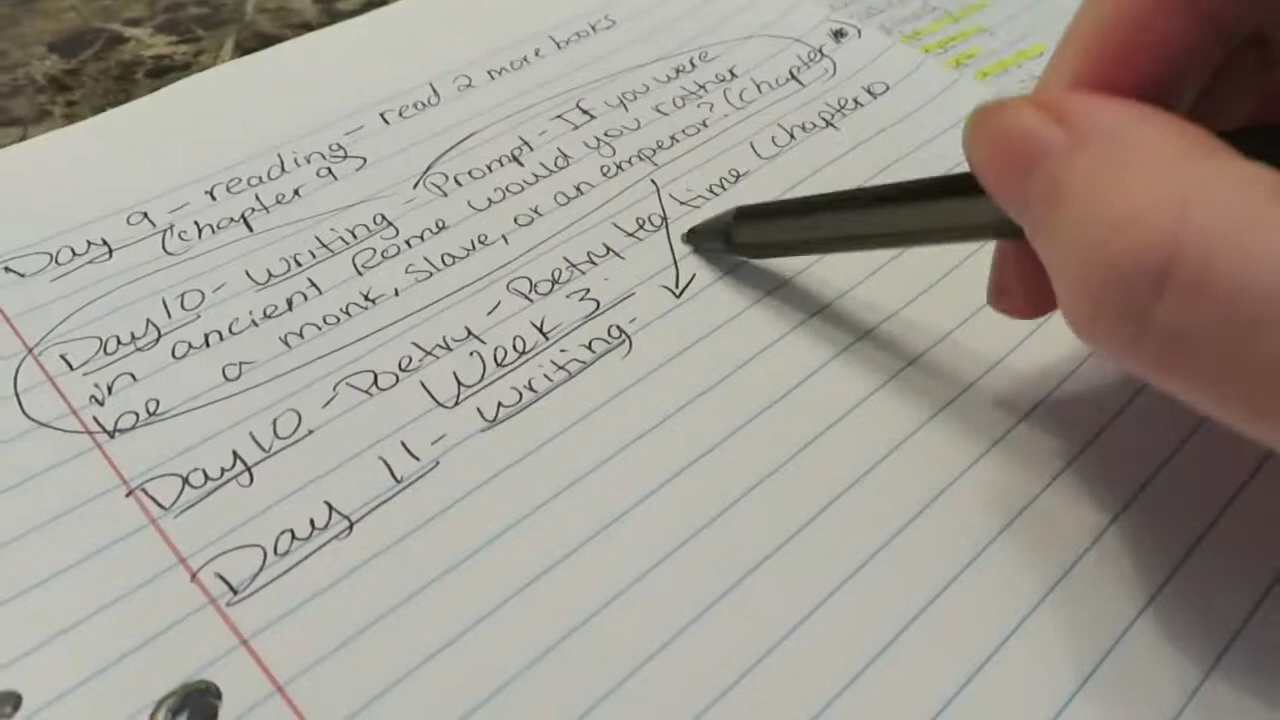 Day 9 - reading - read 2 more books
(chapter 9)
Day 10 - Writing - Prompt - If you were
in ancient Rome would you rather
be a monk, slave, or an emperor? (chapter
Day 10 - Poetry - Poetry tea time (chapter 10
Week 3.
Day 11 - Writing -